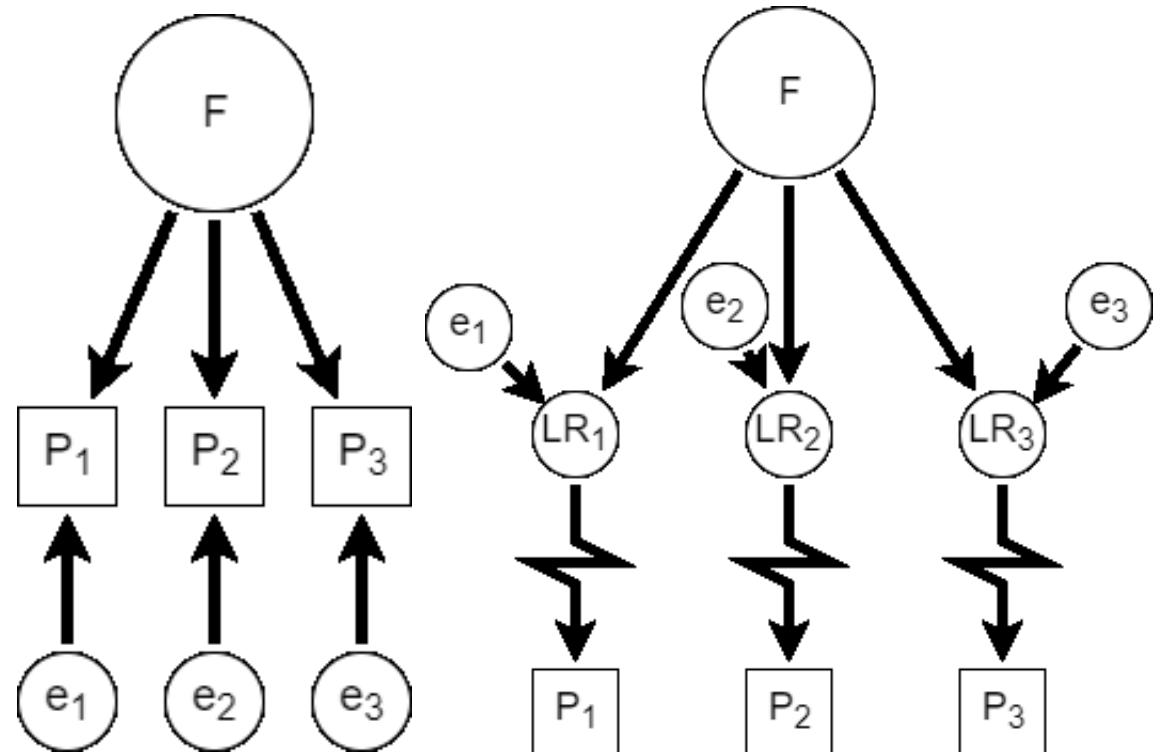 F
P₁ P₂ P₃
e₁ e₂ e₃
F
e₁ e₂ e₃
LR₁ LR₂ LR₃
P₁ P₂ P₃